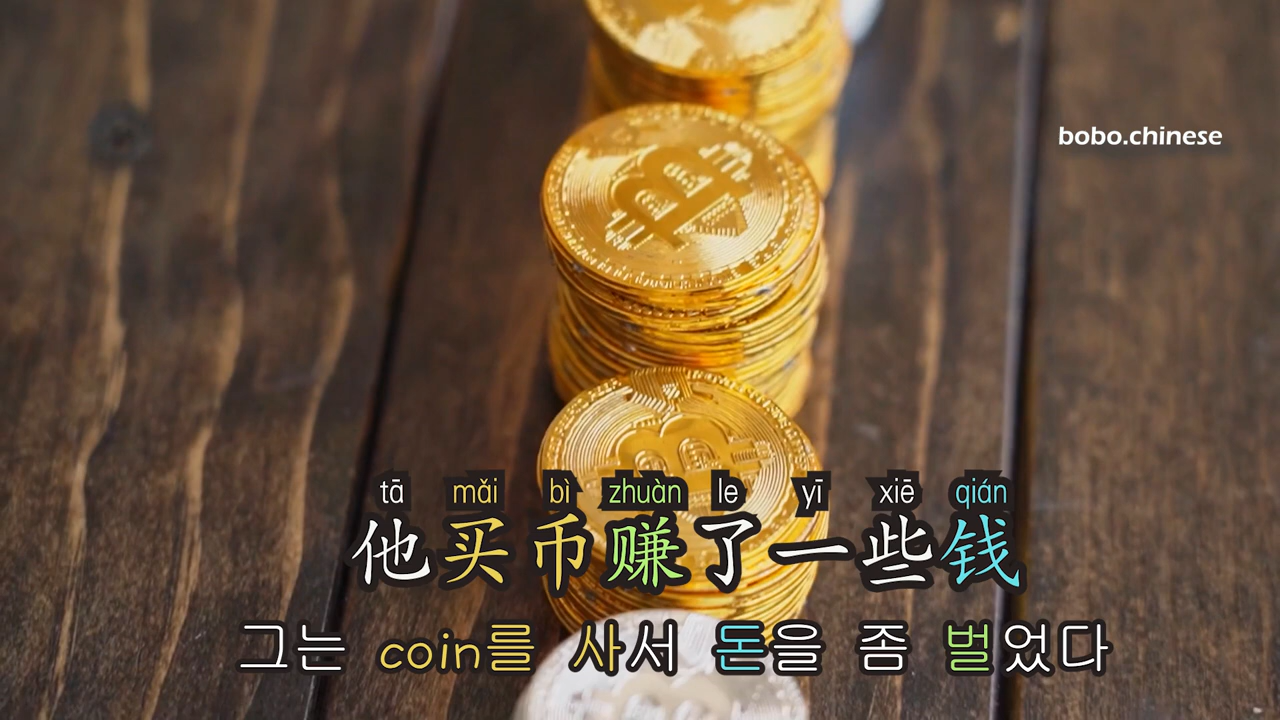 bobo.chinese
tā mǎi bì zhuàn le yī xiē qián
他买币赚了一些钱
그는 coin를 사서 돈을 좀 벌었다